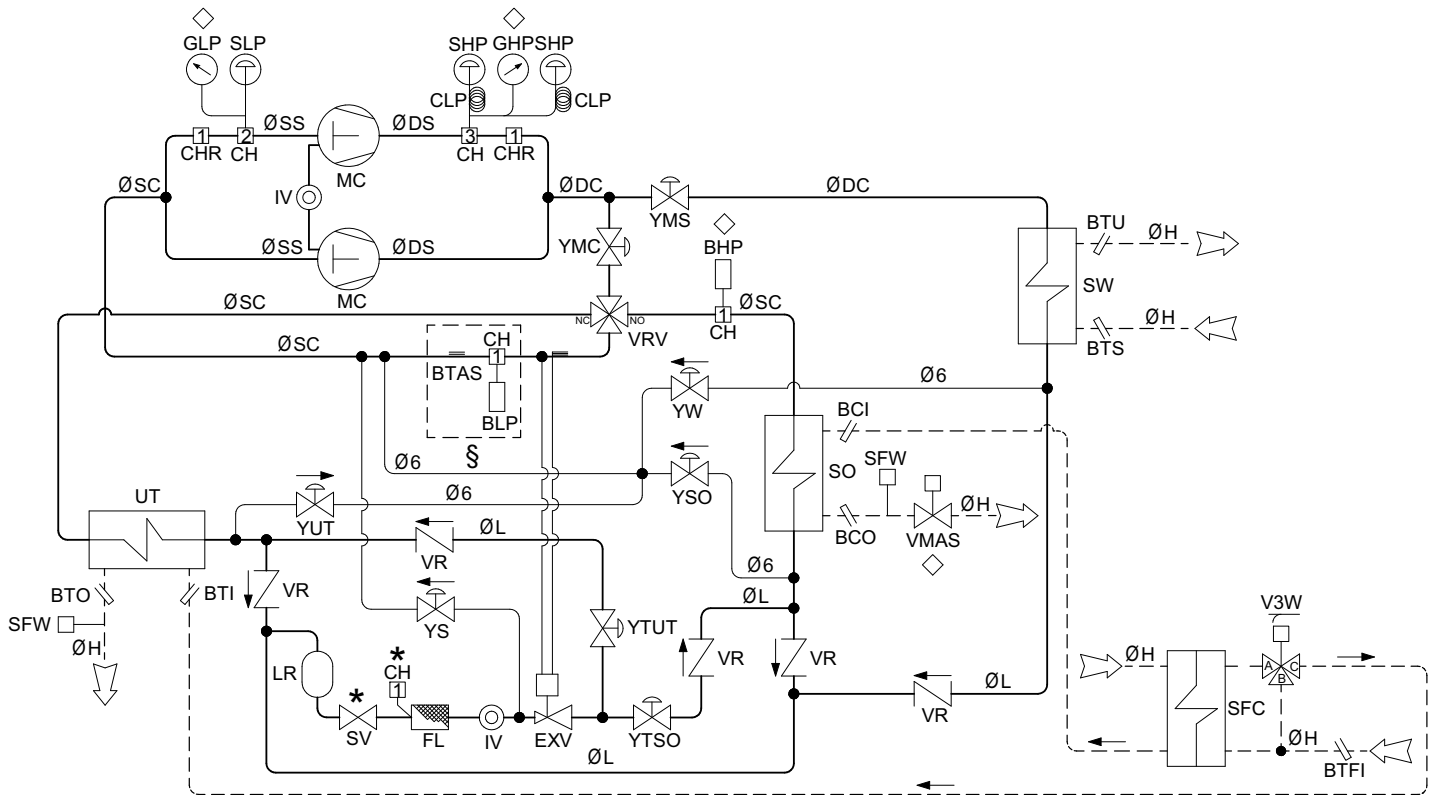 GLP SLP SHP GHP SHP
CLP CLP
ØSS ØDS
1 2 3 1
CHR CH CH CHR
MC
ØSC IV ØDC ØDC
YMS
ØSS ØDS YMC BHP BTU ØH
MC SW
ØSC ØSC
NC NO 1
VRV CH ØH
BTS
ØSC CH
1
BTAS
BLP
§
Ø6
YW BCI
Ø6 SFW
SO
UT Ø6 YSO ØH
YUT BCO VMAS
ØL
VR Ø6
BTO BTI VR ØL
SFW YS YTUT V3W
ØH * CH VR VR ØH A C
B
LR 1 ØL
* SFC
SV FL IV EXV YTSO VR
ØH
ØL BTFI